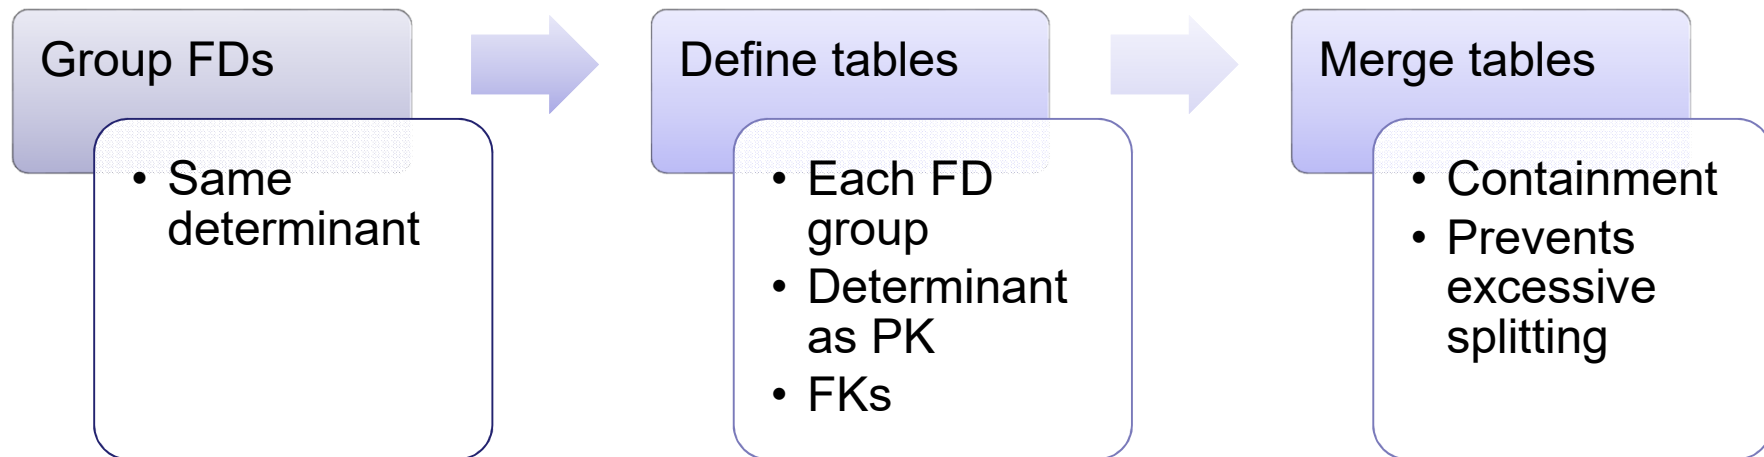 Group FDs
• Same
determinant
Define tables
• Each FD
group
• Determinant
as PK
• FKs
Merge tables
• Containment
• Prevents
excessive
splitting